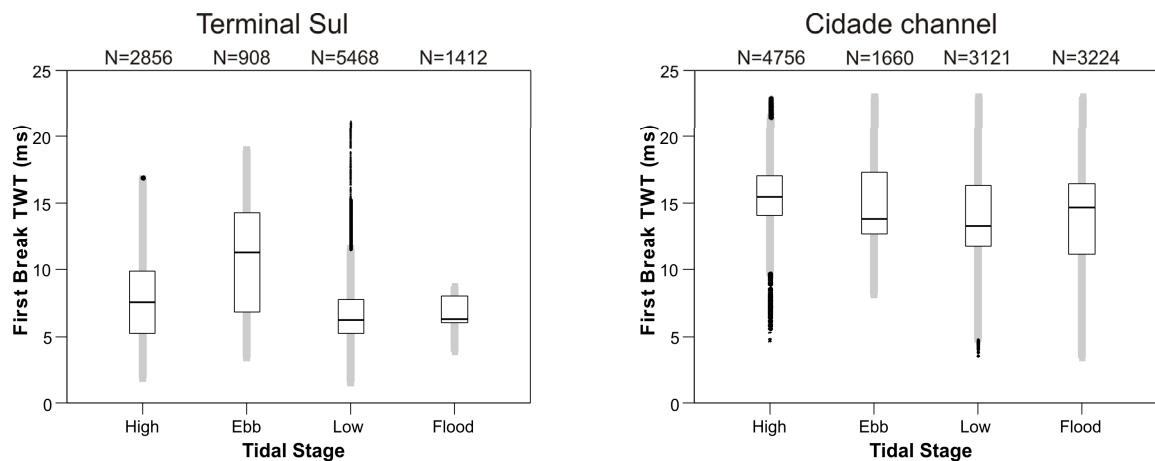 Terminal Sul
N=2856 N=908 N=5468 N=1412
25
20
15
10
5
0
First Break TWT (ms)
High Ebb Low Flood
Tidal Stage
Cidade channel
N=4756 N=1660 N=3121 N=3224
25
20
15
10
5
0
First Break TWT (ms)
High Ebb Low Flood
Tidal Stage